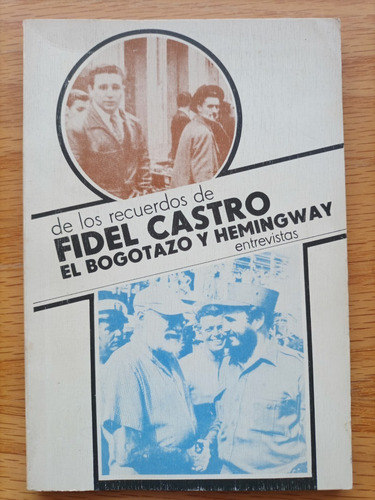 de los recuerdos de
FIDEL CASTRO
EL BOGOTAZO Y HEMINGWAY
entrevistas